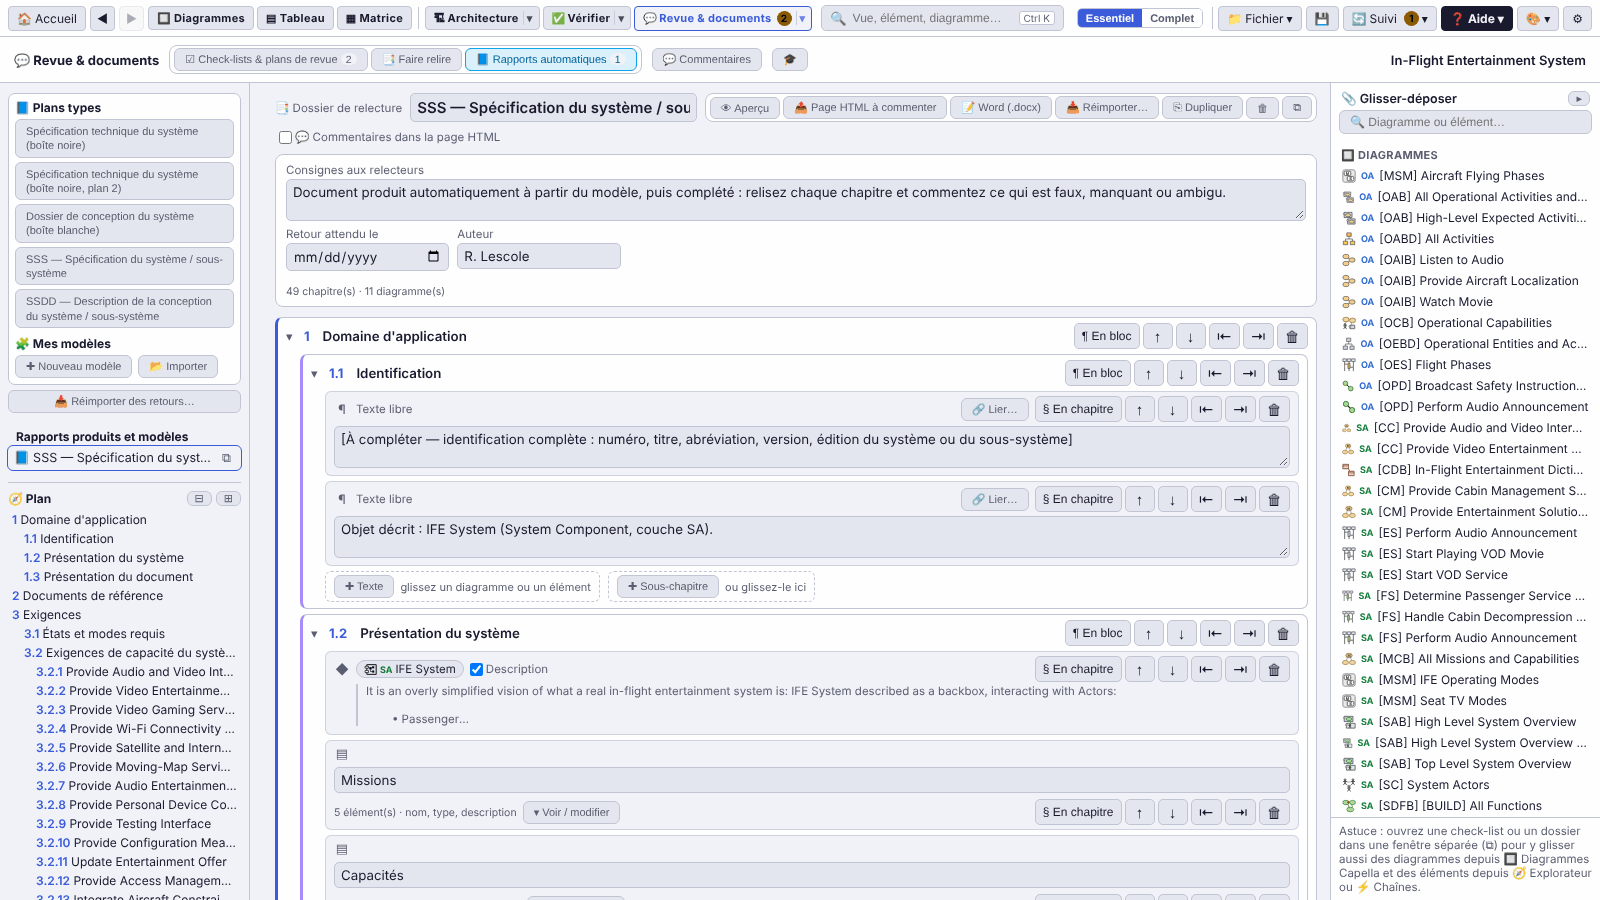 🏠 Accueil ◀ ▶ 🔲 Diagrammes ▤ Tableau ▦ Matrice 🏗 Architecture ▾ ✅ Vérifier ▾ 💬 Revue & documents 2 ▾ 🔍 Vue, élément, diagramme… Ctrl K Essentiel Complet 📁 Fichier ▾ 💾 🔄 Suivi 1 ▾ ❓ Aide ▾ 🎨 ▾ ⚙
💬 Revue & documents ☑ Check-lists & plans de revue 2 📑 Faire relire 📘 Rapports automatiques 1 💬 Commentaires 🎓 In-Flight Entertainment System
📘 Plans types
Spécification technique du système
(boîte noire)
Spécification technique du système
(boîte noire, plan 2)
Dossier de conception du système
(boîte blanche)
SSS — Spécification du système / sous-
système
SSDD — Description de la conception
du système / sous-système
🧩 Mes modèles
✚ Nouveau modèle 📂 Importer
📥 Réimporter des retours…
Rapports produits et modèles
📘 SSS — Spécification du syst… ⧉
🧭 Plan ⊟ ⊞
1 Domaine d'application
1.1 Identification
1.2 Présentation du système
1.3 Présentation du document
2 Documents de référence
3 Exigences
3.1 États et modes requis
3.2 Exigences de capacité du systè…
3.2.1 Provide Audio and Video Int…
3.2.2 Provide Video Entertainme…
3.2.3 Provide Video Gaming Serv…
3.2.4 Provide Wi-Fi Connectivity …
3.2.5 Provide Satellite and Intern…
3.2.6 Provide Moving-Map Servi…
3.2.7 Provide Audio Entertainmen…
3.2.8 Provide Personal Device Co…
3.2.9 Provide Testing Interface
3.2.10 Provide Configuration Mea…
3.2.11 Update Entertainment Offer
3.2.12 Provide Access Managem…
3.2.13 Integrate Aircraft Constrai…
📑 Dossier de relecture SSS — Spécification du système / sou 👁 Aperçu 📤 Page HTML à commenter 📝 Word (.docx) 📥 Réimporter… ⎘ Dupliquer 🗑 ⧉
💬 Commentaires dans la page HTML
Consignes aux relecteurs
Document produit automatiquement à partir du modèle, puis complété : relisez chaque chapitre et commentez ce qui est faux, manquant ou ambigu.
Retour attendu le Auteur
mm/dd/yyyy R. Lescole
49 chapitre(s) · 11 diagramme(s)
▾ 1 Domaine d'application ¶ En bloc ↑ ↓ ⇤ ⇥ 🗑
▾ 1.1 Identification ¶ En bloc ↑ ↓ ⇤ ⇥ 🗑
¶ Texte libre 🔗 Lier… § En chapitre ↑ ↓ ⇤ ⇥ 🗑
[À compléter — identification complète : numéro, titre, abréviation, version, édition du système ou du sous-système]
¶ Texte libre 🔗 Lier… § En chapitre ↑ ↓ ⇤ ⇥ 🗑
Objet décrit : IFE System (System Component, couche SA).
✚ Texte glissez un diagramme ou un élément ✚ Sous-chapitre ou glissez-le ici
▾ 1.2 Présentation du système ¶ En bloc ↑ ↓ ⇤ ⇥ 🗑
◆ SA IFE System Description § En chapitre ↑ ↓ ⇤ ⇥ 🗑
It is an overly simplified vision of what a real in-flight entertainment system is: IFE System described as a backbox, interacting with Actors:
• Passenger…
▤
Missions
5 élément(s) · nom, type, description ▾ Voir / modifier § En chapitre ↑ ↓ ⇤ ⇥ 🗑
▤
Capacités
📎 Glisser-déposer ▸
🔍 Diagramme ou élément…
🔲 DIAGRAMMES
OA [MSM] Aircraft Flying Phases
OA [OAB] All Operational Activities and…
OA [OAB] High-Level Expected Activiti…
OA [OABD] All Activities
OA [OAIB] Listen to Audio
OA [OAIB] Provide Aircraft Localization
OA [OAIB] Watch Movie
OA [OCB] Operational Capabilities
OA [OEBD] Operational Entities and Ac…
OA [OES] Flight Phases
OA [OPD] Broadcast Safety Instruction…
OA [OPD] Perform Audio Announcement
SA [CC] Provide Audio and Video Inter…
SA [CC] Provide Video Entertainment …
SA [CDB] In-Flight Entertainment Dicti…
SA [CM] Provide Cabin Management S…
SA [CM] Provide Entertainment Solutio…
SA [ES] Perform Audio Announcement
SA [ES] Start Playing VOD Movie
SA [ES] Start VOD Service
SA [FS] Determine Passenger Service …
SA [FS] Handle Cabin Decompression …
SA [FS] Perform Audio Announcement
SA [MCB] All Missions and Capabilities
SA [MSM] IFE Operating Modes
SA [MSM] Seat TV Modes
SA [SAB] High Level System Overview
SA [SAB] High Level System Overview …
SA [SAB] Top Level System Overview
SA [SC] System Actors
SA [SDFB] [BUILD] All Functions
Astuce : ouvrez une check-list ou un dossier
dans une fenêtre séparée (⧉) pour y glisser
aussi des diagrammes depuis 🔲 Diagrammes
Capella et des éléments depuis 🧭 Explorateur
ou ⚡ Chaînes.